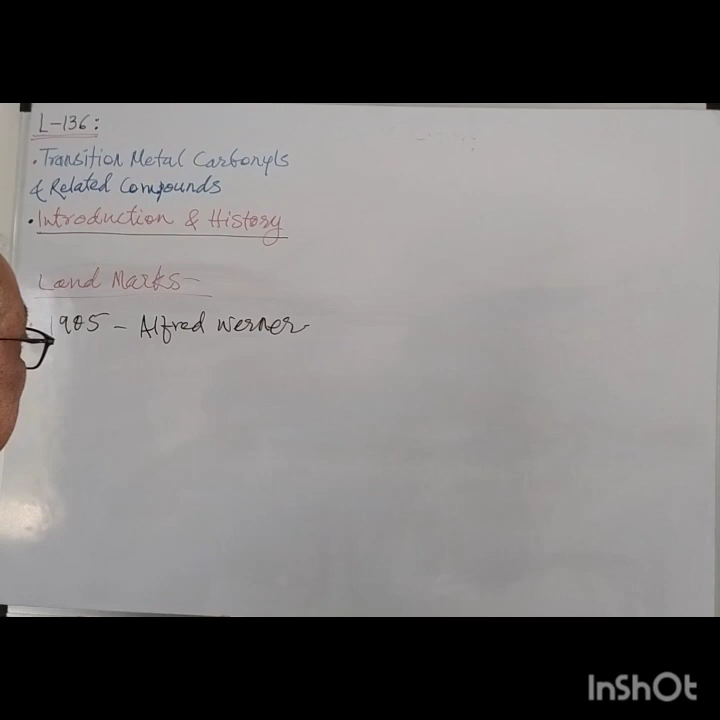 L-136:
• Transition Metal Carbonyls
& Related Compounds
• Introduction & History
Land Marks-
1905 - Alfred Werner
InShOt